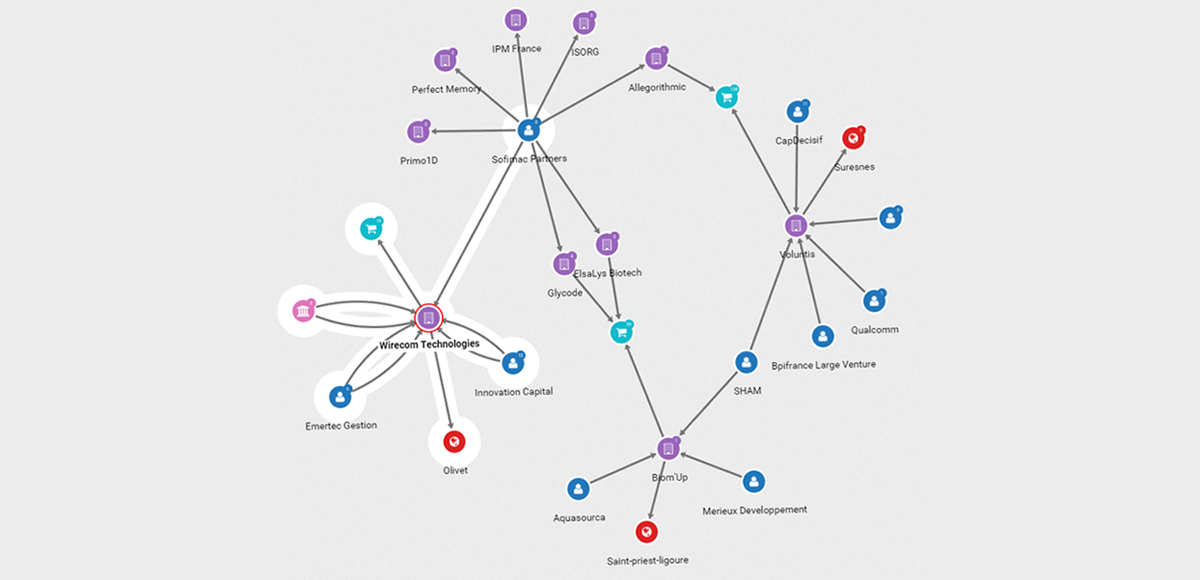 IPM France
ISORG
Perfect Memory
Allegorithmic
Primo1D
Sofimac Partners
CapDecisif
Suresnes
Voluntis
ElsaLys Biotech
Glycode
Wirecom Technologies
Qualcomm
Bpifrance Large Venture
SHAM
Innovation Capital
Emertec Gestion
Olivet
Biom'Up
Merieux Developpement
Aquasourca
Saint-priest-ligoure